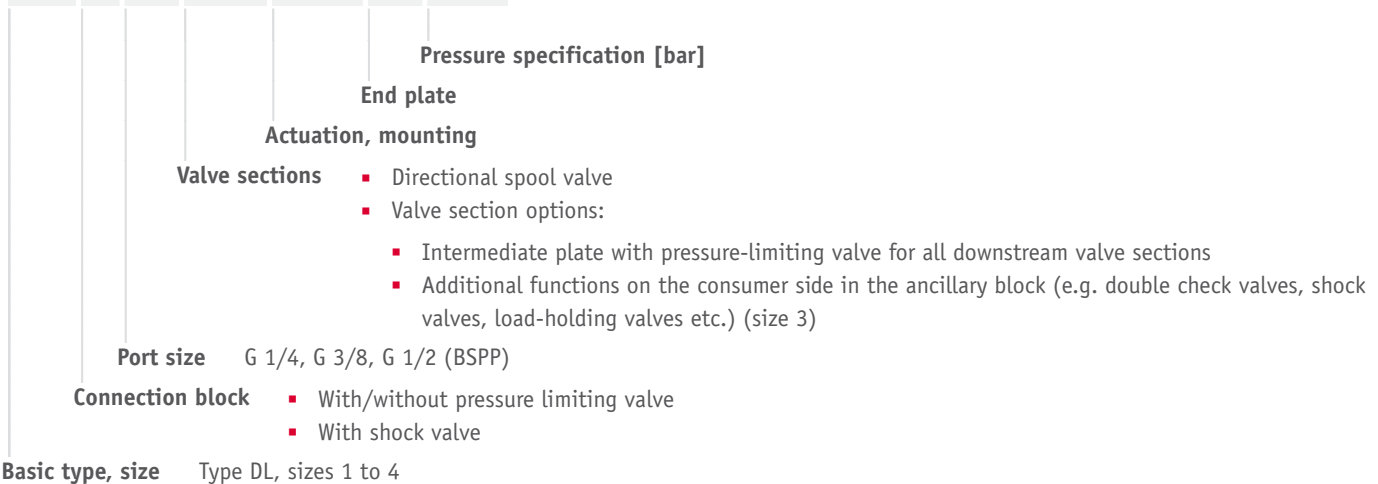 Pressure specification [bar]
End plate
Actuation, mounting
Valve sections ▪ Directional spool valve
▪ Valve section options:
▪ Intermediate plate with pressure-limiting valve for all downstream valve sections
▪ Additional functions on the consumer side in the ancillary block (e.g. double check valves, shock
valves, load-holding valves etc.) (size 3)
Port size G 1/4, G 3/8, G 1/2 (BSPP)
Connection block ▪ With/without pressure limiting valve
▪ With shock valve
Basic type, size Type DL, sizes 1 to 4